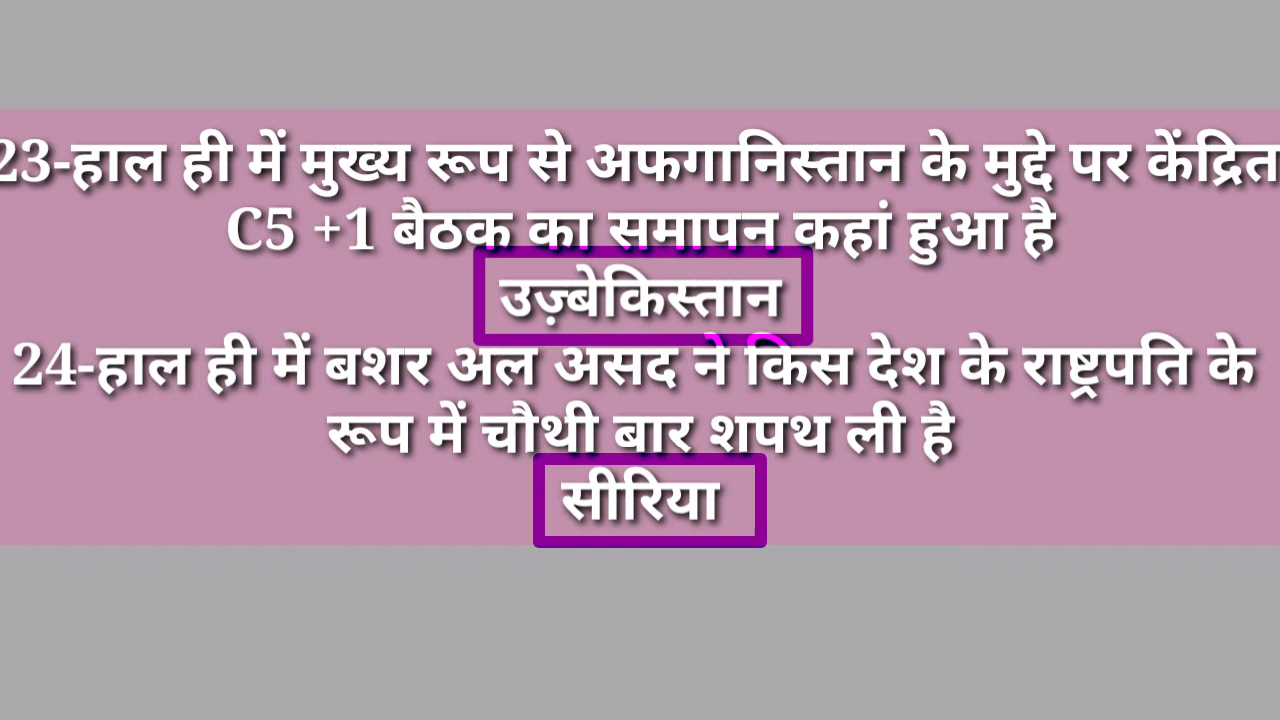 23-हाल ही में मुख्य रूप से अफगानिस्तान के मुद्दे पर केंद्रित
C5 +1 बैठक का समापन कहां हुआ है
उज़्बेकिस्तान
24-हाल ही में बशर अल असद ने किस देश के राष्ट्रपति के
रूप में चौथी बार शपथ ली है
सीरिया